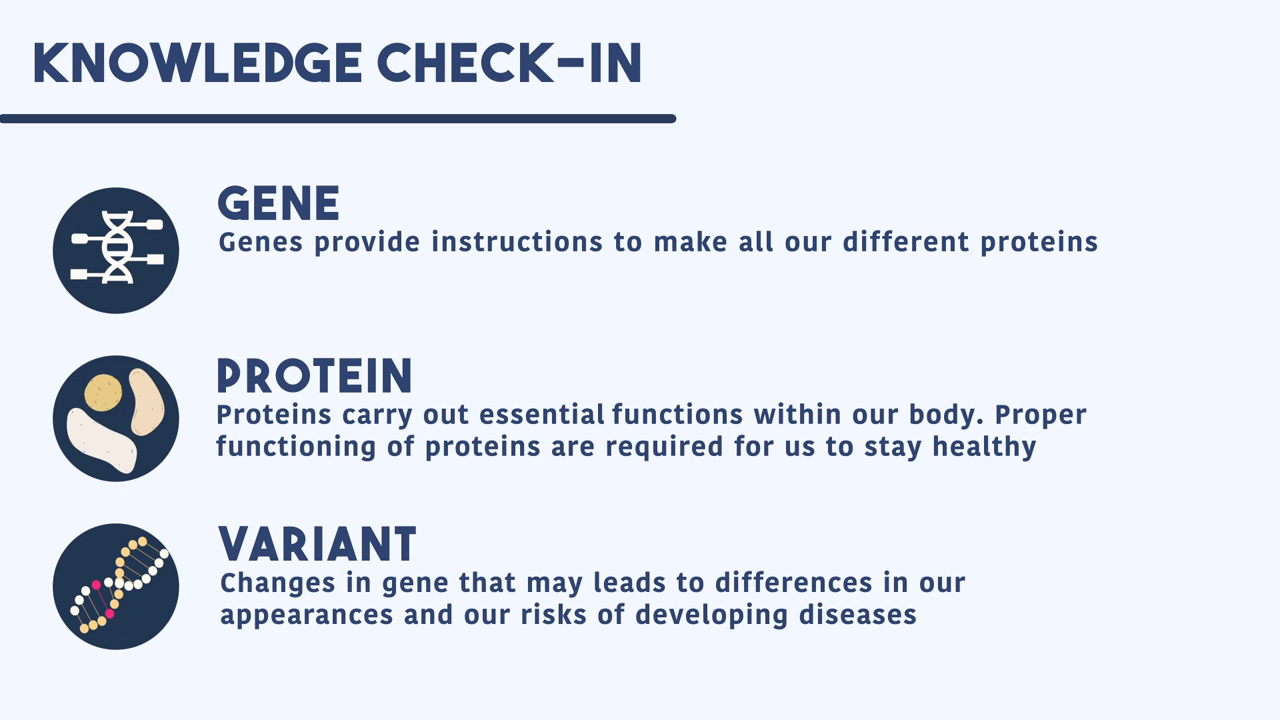 KNOWLEDGE CHECK-IN
GENE
Genes provide instructions to make all our different proteins
PROTEIN
Proteins carry out essential functions within our body. Proper
functioning of proteins are required for us to stay healthy
VARIANT
Changes in gene that may leads to differences in our
appearances and our risks of developing diseases